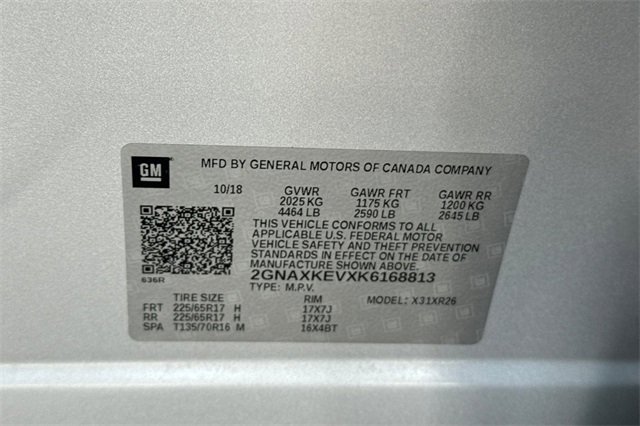 GM
MFD BY GENERAL MOTORS OF CANADA COMPANY
10/18 GVWR GAWR FRT GAWR RR
2025 KG 1175 KG 1200 KG
4464 LB 2590 LB 2645 LB
THIS VEHICLE CONFORMS TO ALL
APPLICABLE U.S. FEDERAL MOTOR
VEHICLE SAFETY AND THEFT PREVENTION
STANDARDS IN EFFECT ON THE DATE OF
MANUFACTURE SHOWN ABOVE.
636R 2GNAXKEVXK6168813
TYPE: M.P.V. MODEL: X31XR26
TIRE SIZE RIM
FRT 225/65R17 H 17X7J
RR 225/65R17 H 17X7J
SPA T135/70R16 M 16X4BT